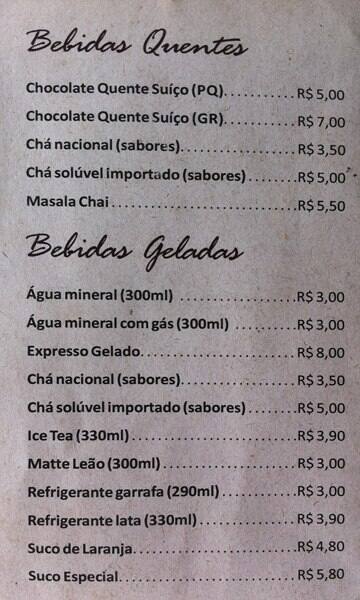 Bebidas Quentes
Chocolate Quente Suíço (PQ)..........R$ 5,00
Chocolate Quente Suíço (GR)..........R$ 7,00
Chá nacional (sabores)................R$ 3,50
Chá solúvel importado (sabores).......R$ 5,00
Masala Chai..........................R$ 5,50
Bebidas Geladas
Água mineral (300ml) ................R$ 3,00
Água mineral com gás (300ml) .........R$ 3,00
Expresso Gelado......................R$ 8,00
Chá nacional (sabores)................R$ 3,50
Chá solúvel importado (sabores).......R$ 5,00
Ice Tea (330ml).......................R$ 3,90
Matte Leão (300ml)...................R$ 3,00
Refrigerante garrafa (290ml)..........R$ 3,00
Refrigerante lata (330ml).............R$ 3,90
Suco de Laranja.......................R$ 4,80
Suco Especial.........................R$ 5,80